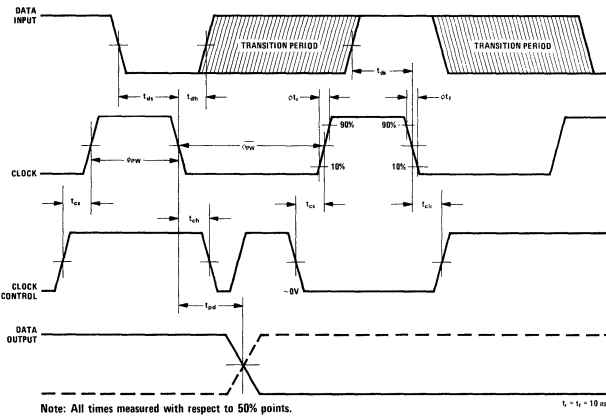 DATA
INPUT
TRANSITION PERIOD
TRANSITION PERIOD
tds
tds
tdh
ϕtr
ϕtf
90%
90%
ϕPW
ϕ̅PW
10%
10%
CLOCK
tcs
tch
tcs
tch
CLOCK
CONTROL
~0V
tpd
DATA
OUTPUT
tr = tf = 10 ns
Note: All times measured with respect to 50% points.